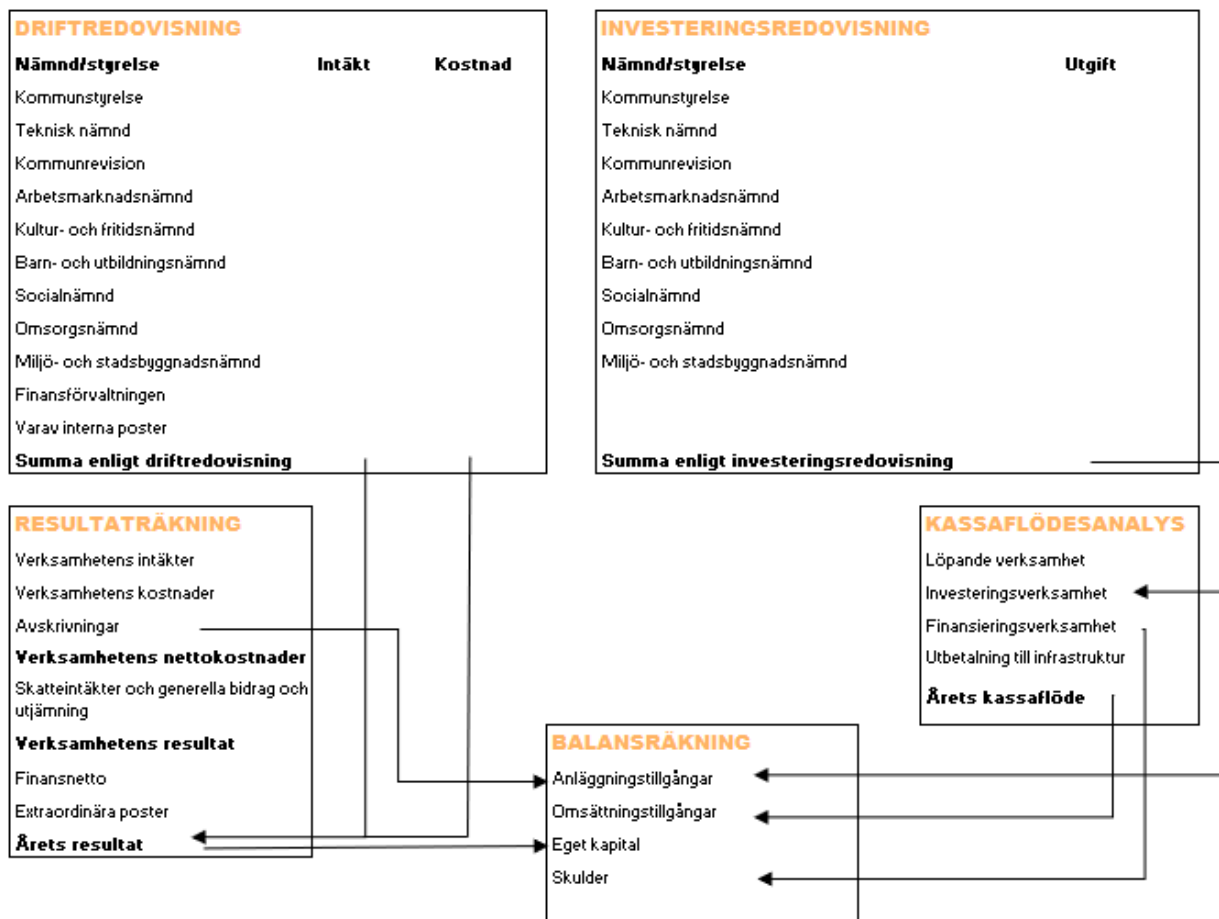 DRIFTREDOVISNING
Nämnd/styrelse Intäkt Kostnad
Kommunstyrelse
Teknisk nämnd
Kommunrevision
Arbetsmarknadsnämnd
Kultur- och fritidsnämnd
Barn- och utbildningsnämnd
Socialnämnd
Omsorgsnämnd
Miljö- och stadsbyggnadsnämnd
Finansförvaltningen
Varav interna poster
Summa enligt driftredovisning
INVESTERINGSREDOVISNING
Nämnd/styrelse Utgift
Kommunstyrelse
Teknisk nämnd
Kommunrevision
Arbetsmarknadsnämnd
Kultur- och fritidsnämnd
Barn- och utbildningsnämnd
Socialnämnd
Omsorgsnämnd
Miljö- och stadsbyggnadsnämnd
Summa enligt investeringsredovisning
RESULTATRÄKNING
Verksamhetens intäkter
Verksamhetens kostnader
Avskrivningar
Verksamhetens nettokostnader
Skatteintäkter och generella bidrag och
utjämning
Verksamhetens resultat
Finansnetto
Extraordinära poster
Årets resultat
KASSAFLÖDESANALYS
Löpande verksamhet
Investeringsverksamhet
Finansieringsverksamhet
Utbetalning till infrastruktur
Årets kassaflöde
BALANSRÄKNING
Anläggningstillgångar
Omsättningstillgångar
Eget kapital
Skulder